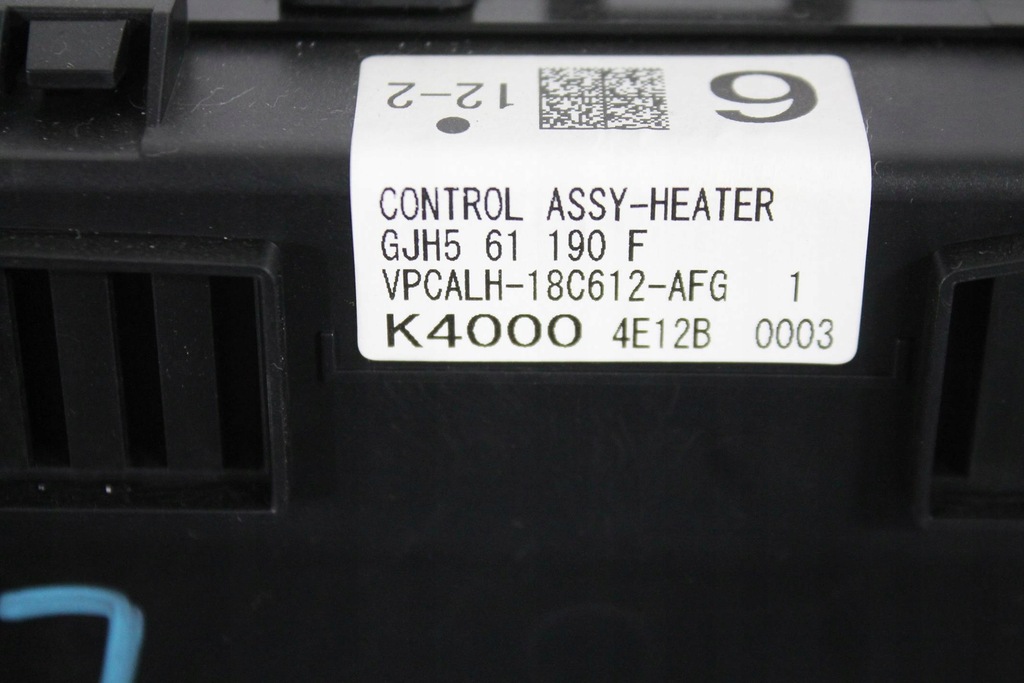 6 12-2
CONTROL ASSY-HEATER
GJH5 61 190 F
VPCALH-18C612-AFG 1
K4000 4E12B 0003